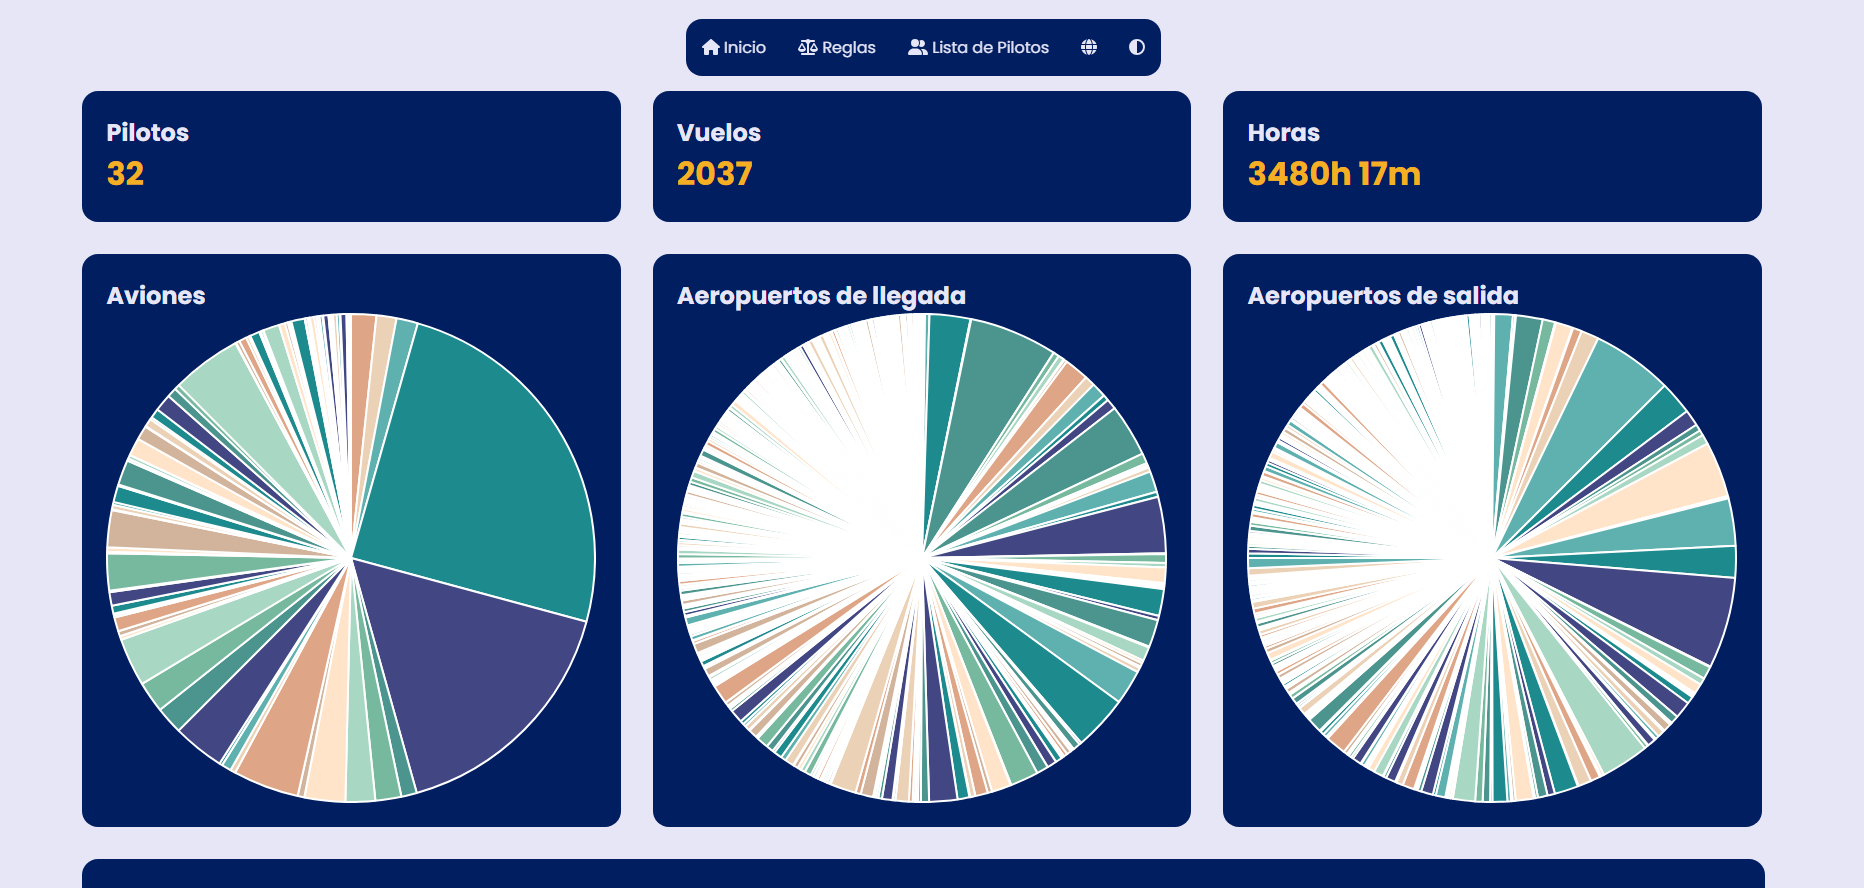 Inicio Reglas Lista de Pilotos
Pilotos
32
Vuelos
2037
Horas
3480h 17m
Aviones
Aeropuertos de llegada
Aeropuertos de salida